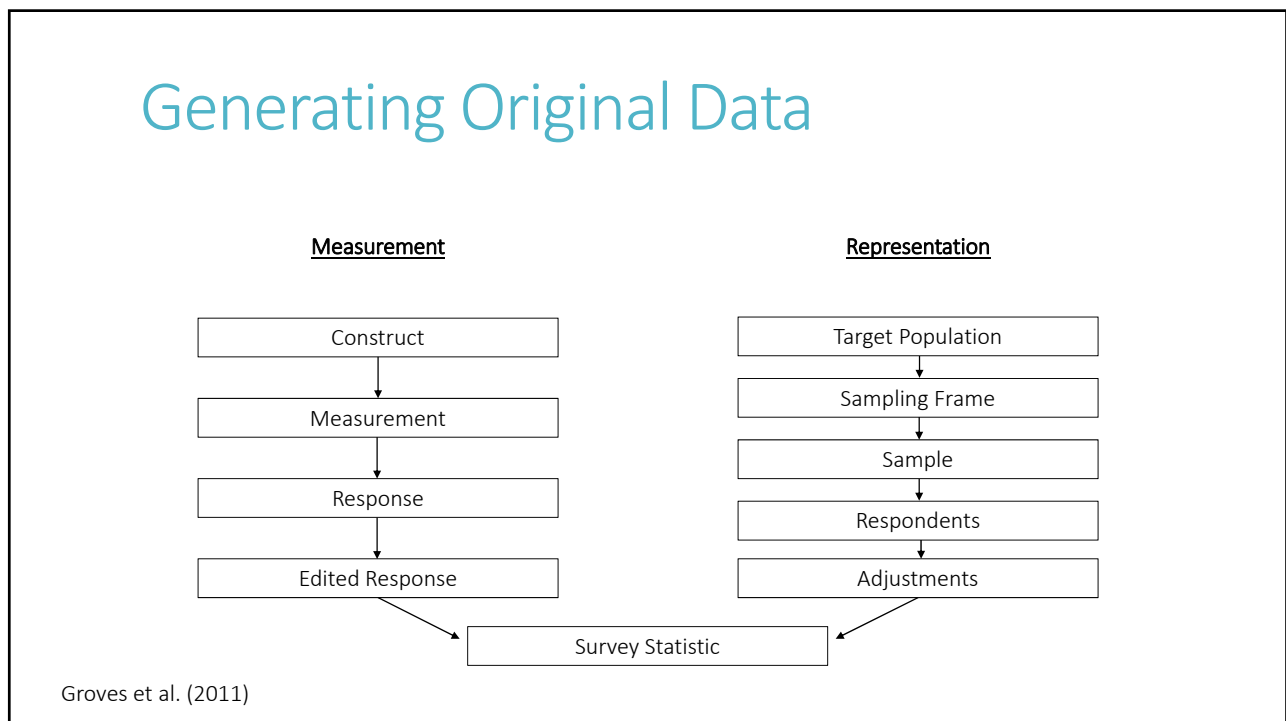 Generating Original Data
Measurement
Construct
Measurement
Response
Edited Response
Representation
Target Population
Sampling Frame
Sample
Respondents
Adjustments
Survey Statistic
Groves et al. (2011)